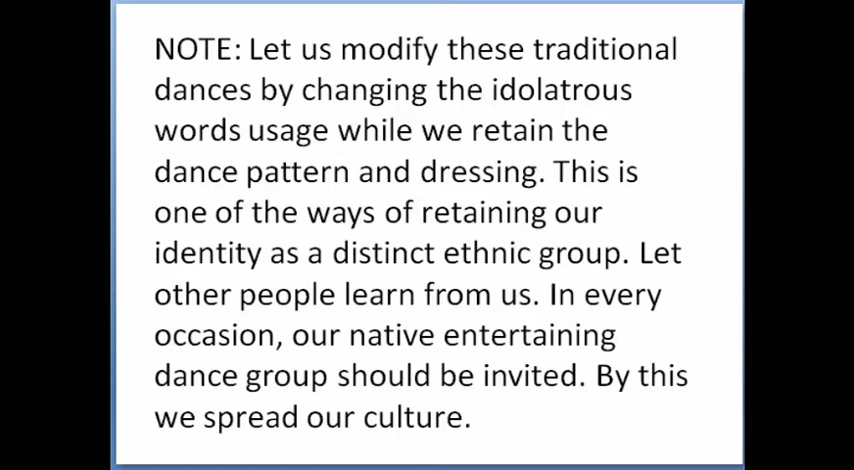 NOTE: Let us modify these traditional
dances by changing the idolatrous
words usage while we retain the
dance pattern and dressing. This is
one of the ways of retaining our
identity as a distinct ethnic group. Let
other people learn from us. In every
occasion, our native entertaining
dance group should be invited. By this
we spread our culture.